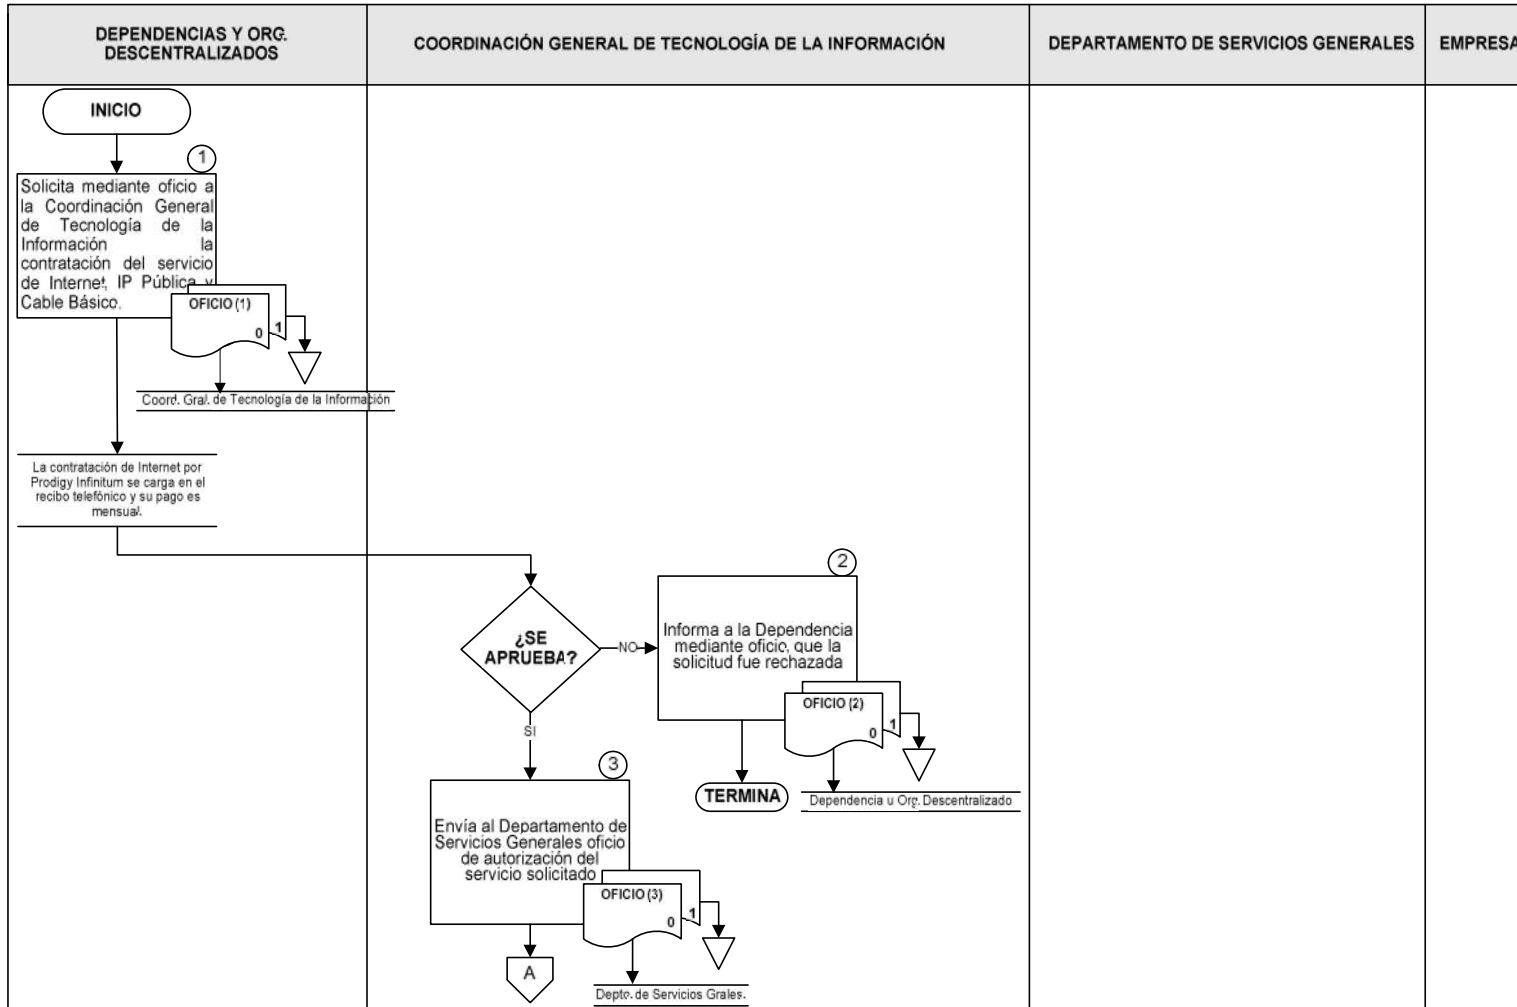 DEPENDENCIAS Y ORG.
DESCENTRALIZADOS
COORDINACIÓN GENERAL DE TECNOLOGÍA DE LA INFORMACIÓN
DEPARTAMENTO DE SERVICIOS GENERALES
EMPRESA
INICIO
1
Solicita mediante oficio a
la Coordinación General
de Tecnología de la
Información la
contratación del servicio
de Internet, IP Pública y
Cable Básico.
OFICIO (1)
0
1
Coord. Gral. de Tecnología de la Información
La contratación de Internet por
Prodigy Infinitum se carga en el
recibo telefónico y su pago es
mensual.
¿SE
APRUEBA?
NO
2
Informa a la Dependencia
mediante oficio, que la
solicitud fue rechazada
OFICIO (2)
0
1
TERMINA
Dependencia u Org. Descentralizado
SI
3
Envía al Departamento de
Servicios Generales oficio
de autorización del
servicio solicitado
OFICIO (3)
0
1
A
Depto. de Servicios Grales.